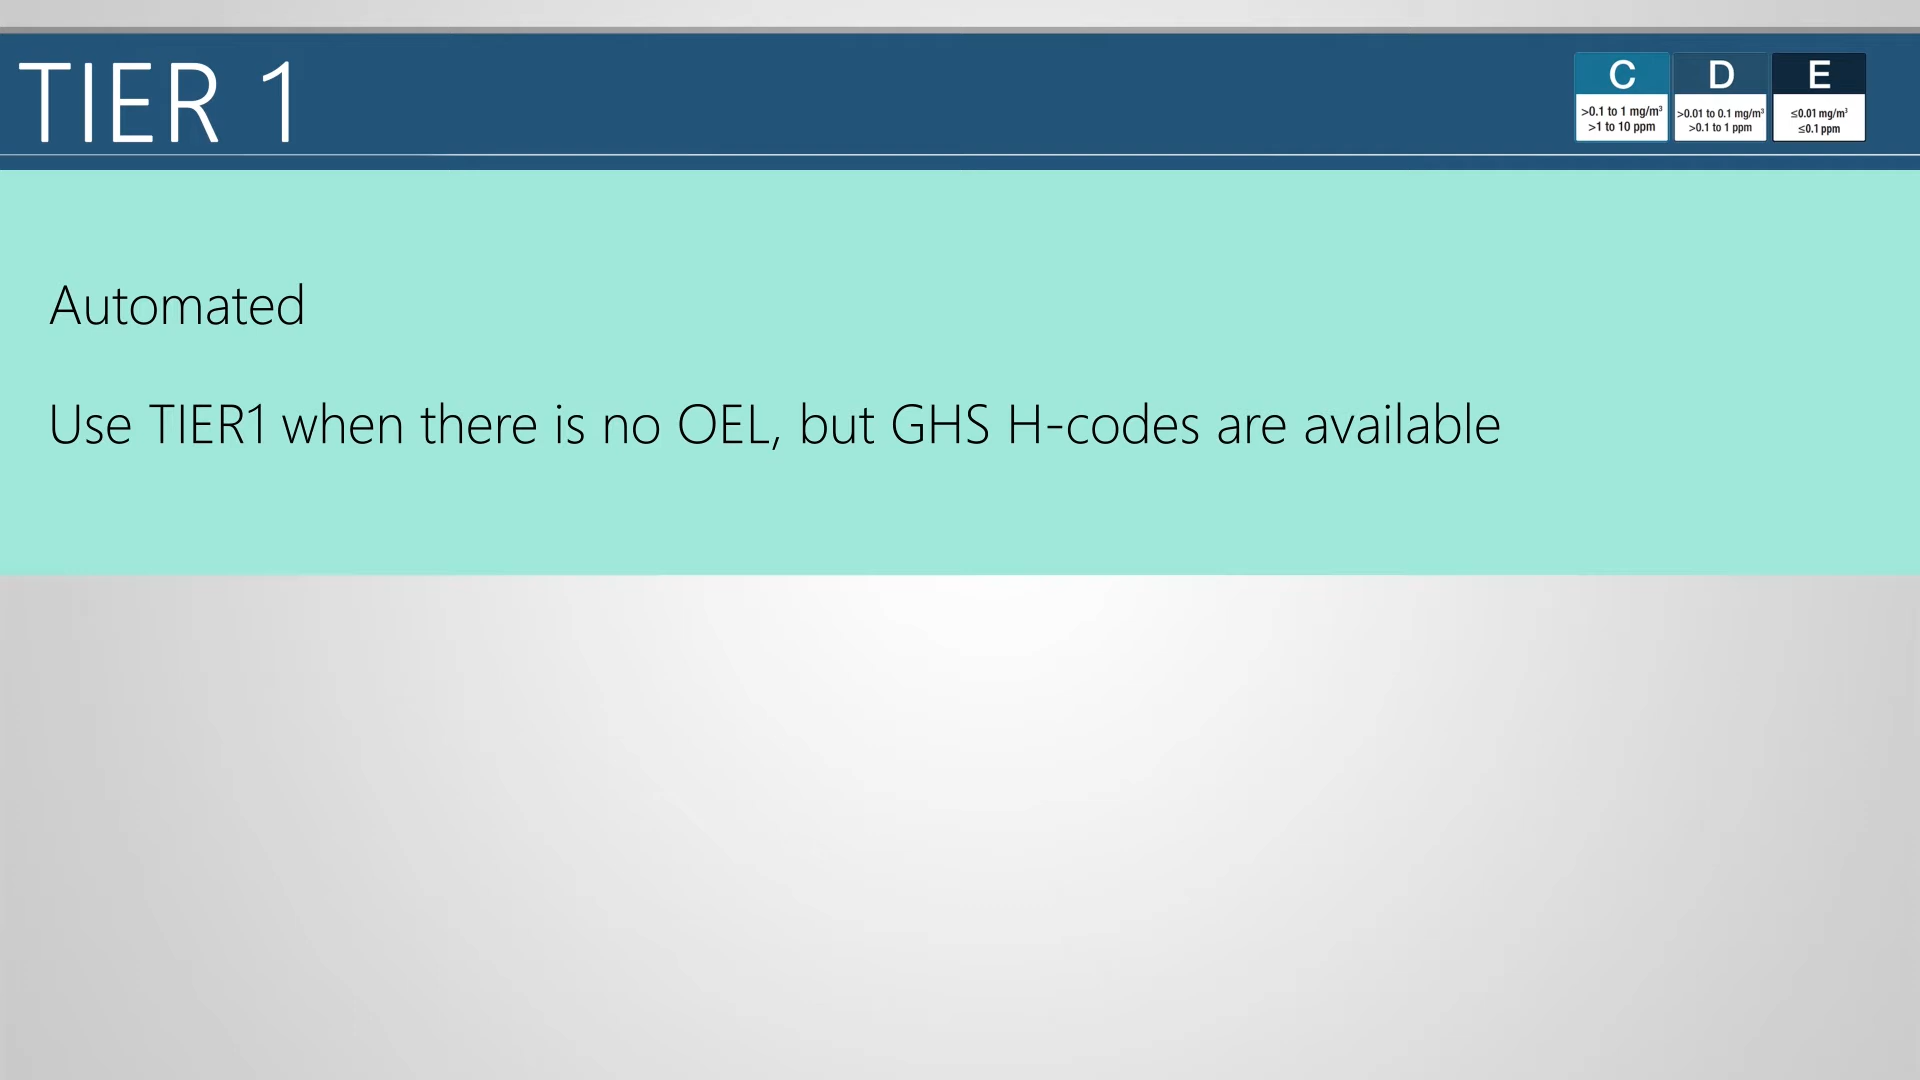 TIER 1
C D E
>0.1 to 1 mg/m³ >0.01 to 0.1 mg/m³ ≤0.01 mg/m³
>1 to 10 ppm >0.1 to 1 ppm ≤0.1 ppm
Automated
Use TIER1 when there is no OEL, but GHS H-codes are available